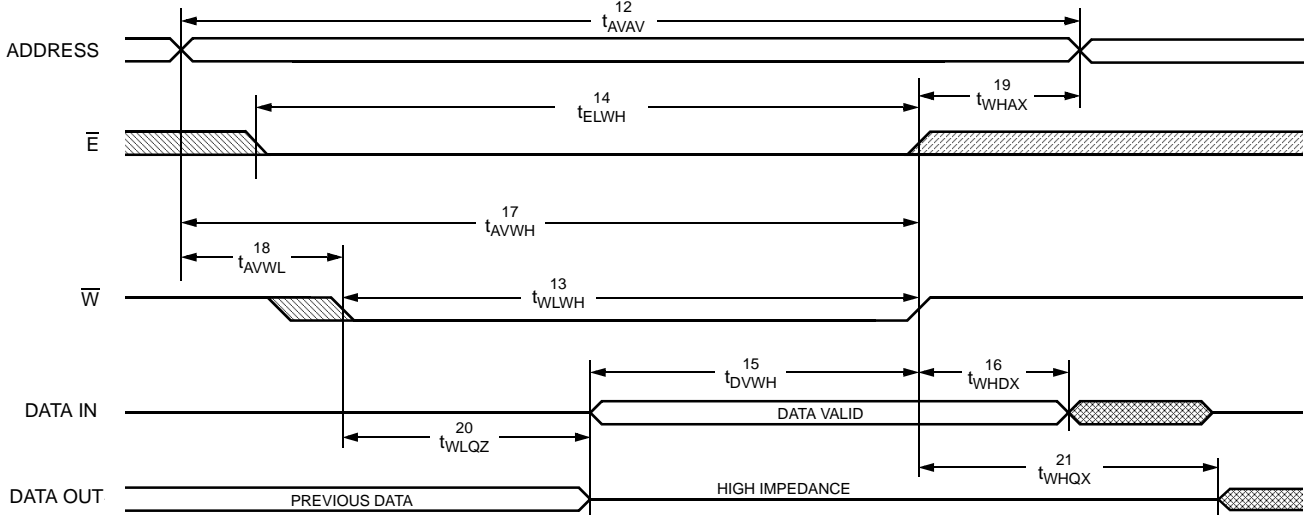 12
tAVAV
ADDRESS
14
tELWH
19
tWHAX
E
17
tAVWH
18
tAVWL
W
13
tWLWH
15
tDVWH
16
tWHDX
DATA IN
DATA VALID
20
tWLQZ
21
tWHQX
DATA OUT
PREVIOUS DATA
HIGH IMPEDANCE